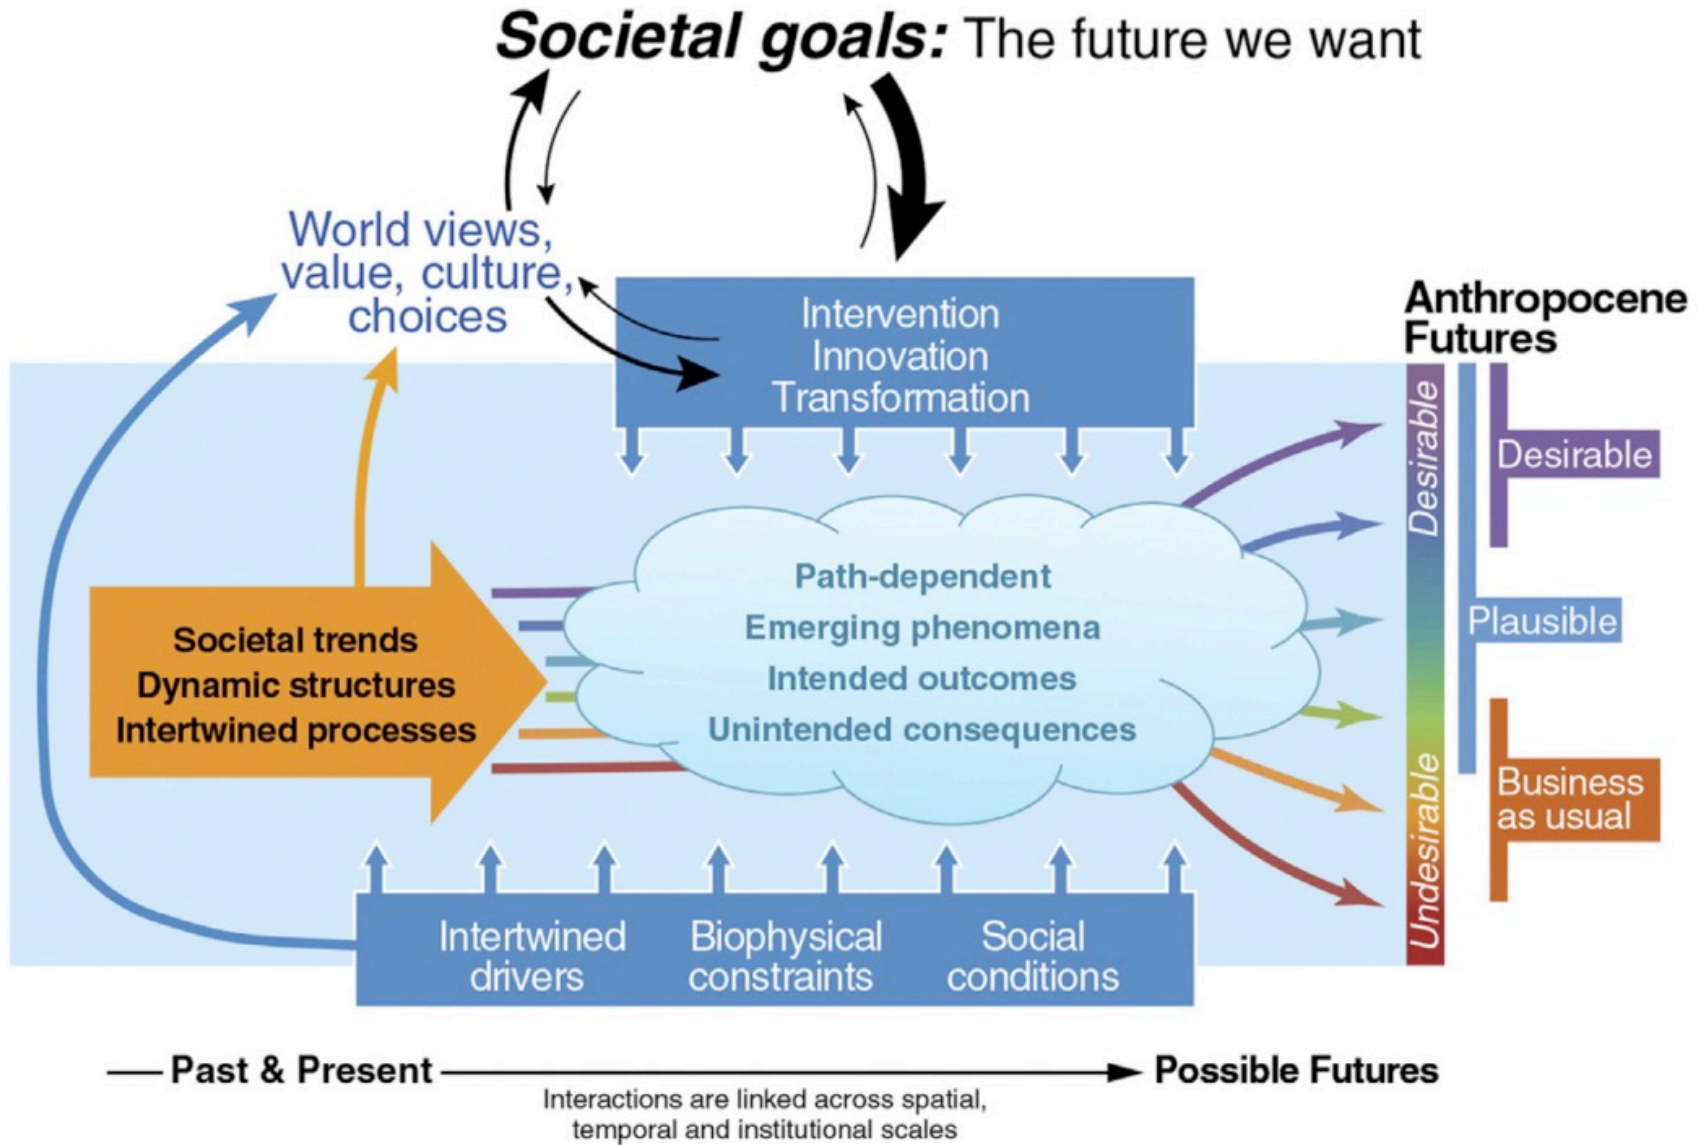 Societal goals: The future we want
World views,
value, culture,
choices
Intervention
Innovation
Transformation
Anthropocene
Futures
Desirable
Undesirable
Desirable
Plausible
Business
as usual
Societal trends
Dynamic structures
Intertwined processes
Path-dependent
Emerging phenomena
Intended outcomes
Unintended consequences
Intertwined
drivers
Biophysical
constraints
Social
conditions
Past & Present
Possible Futures
Interactions are linked across spatial,
temporal and institutional scales